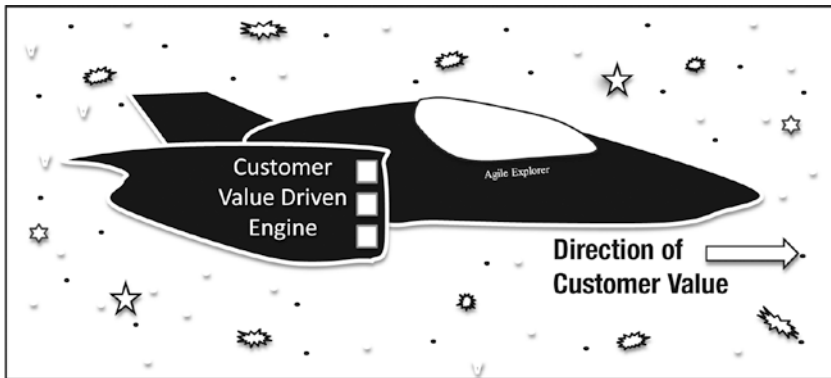 Customer
Value Driven
Engine
Agile Explorer
Direction of
Customer Value